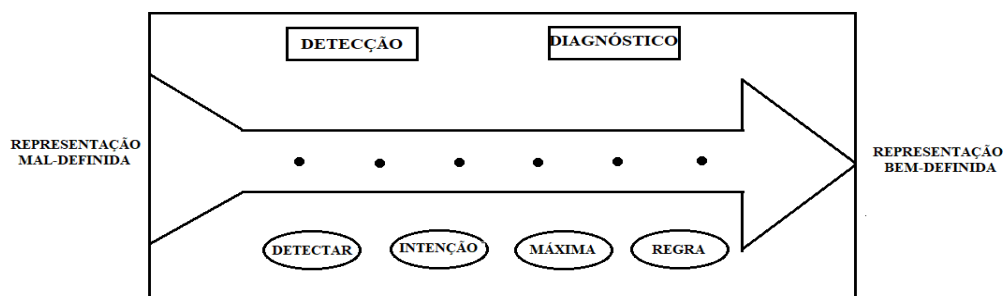 DETECÇÃO
DIAGNÓSTICO
REPRESENTAÇÃO
MAL-DEFINIDA
REPRESENTAÇÃO
BEM-DEFINIDA
DETECTAR
INTENÇÃO
MÁXIMA
REGRA